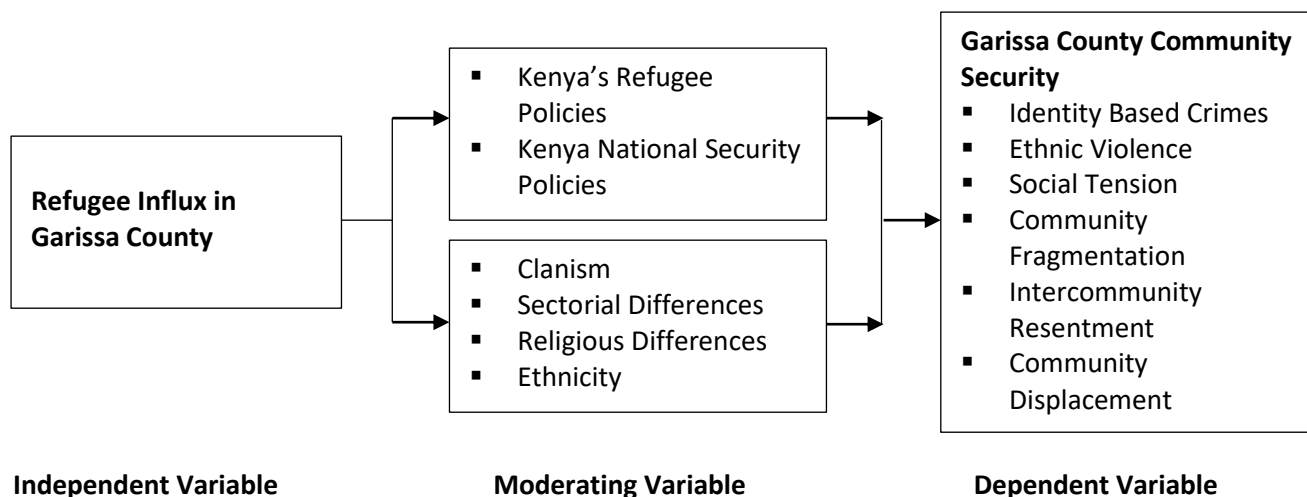 Refugee Influx in
Garissa County
▪ Kenya's Refugee
Policies
▪ Kenya National Security
Policies
▪ Clanism
▪ Sectorial Differences
▪ Religious Differences
▪ Ethnicity
Garissa County Community
Security
▪ Identity Based Crimes
▪ Ethnic Violence
▪ Social Tension
▪ Community
Fragmentation
▪ Intercommunity
Resentment
▪ Community
Displacement
Independent Variable
Moderating Variable
Dependent Variable